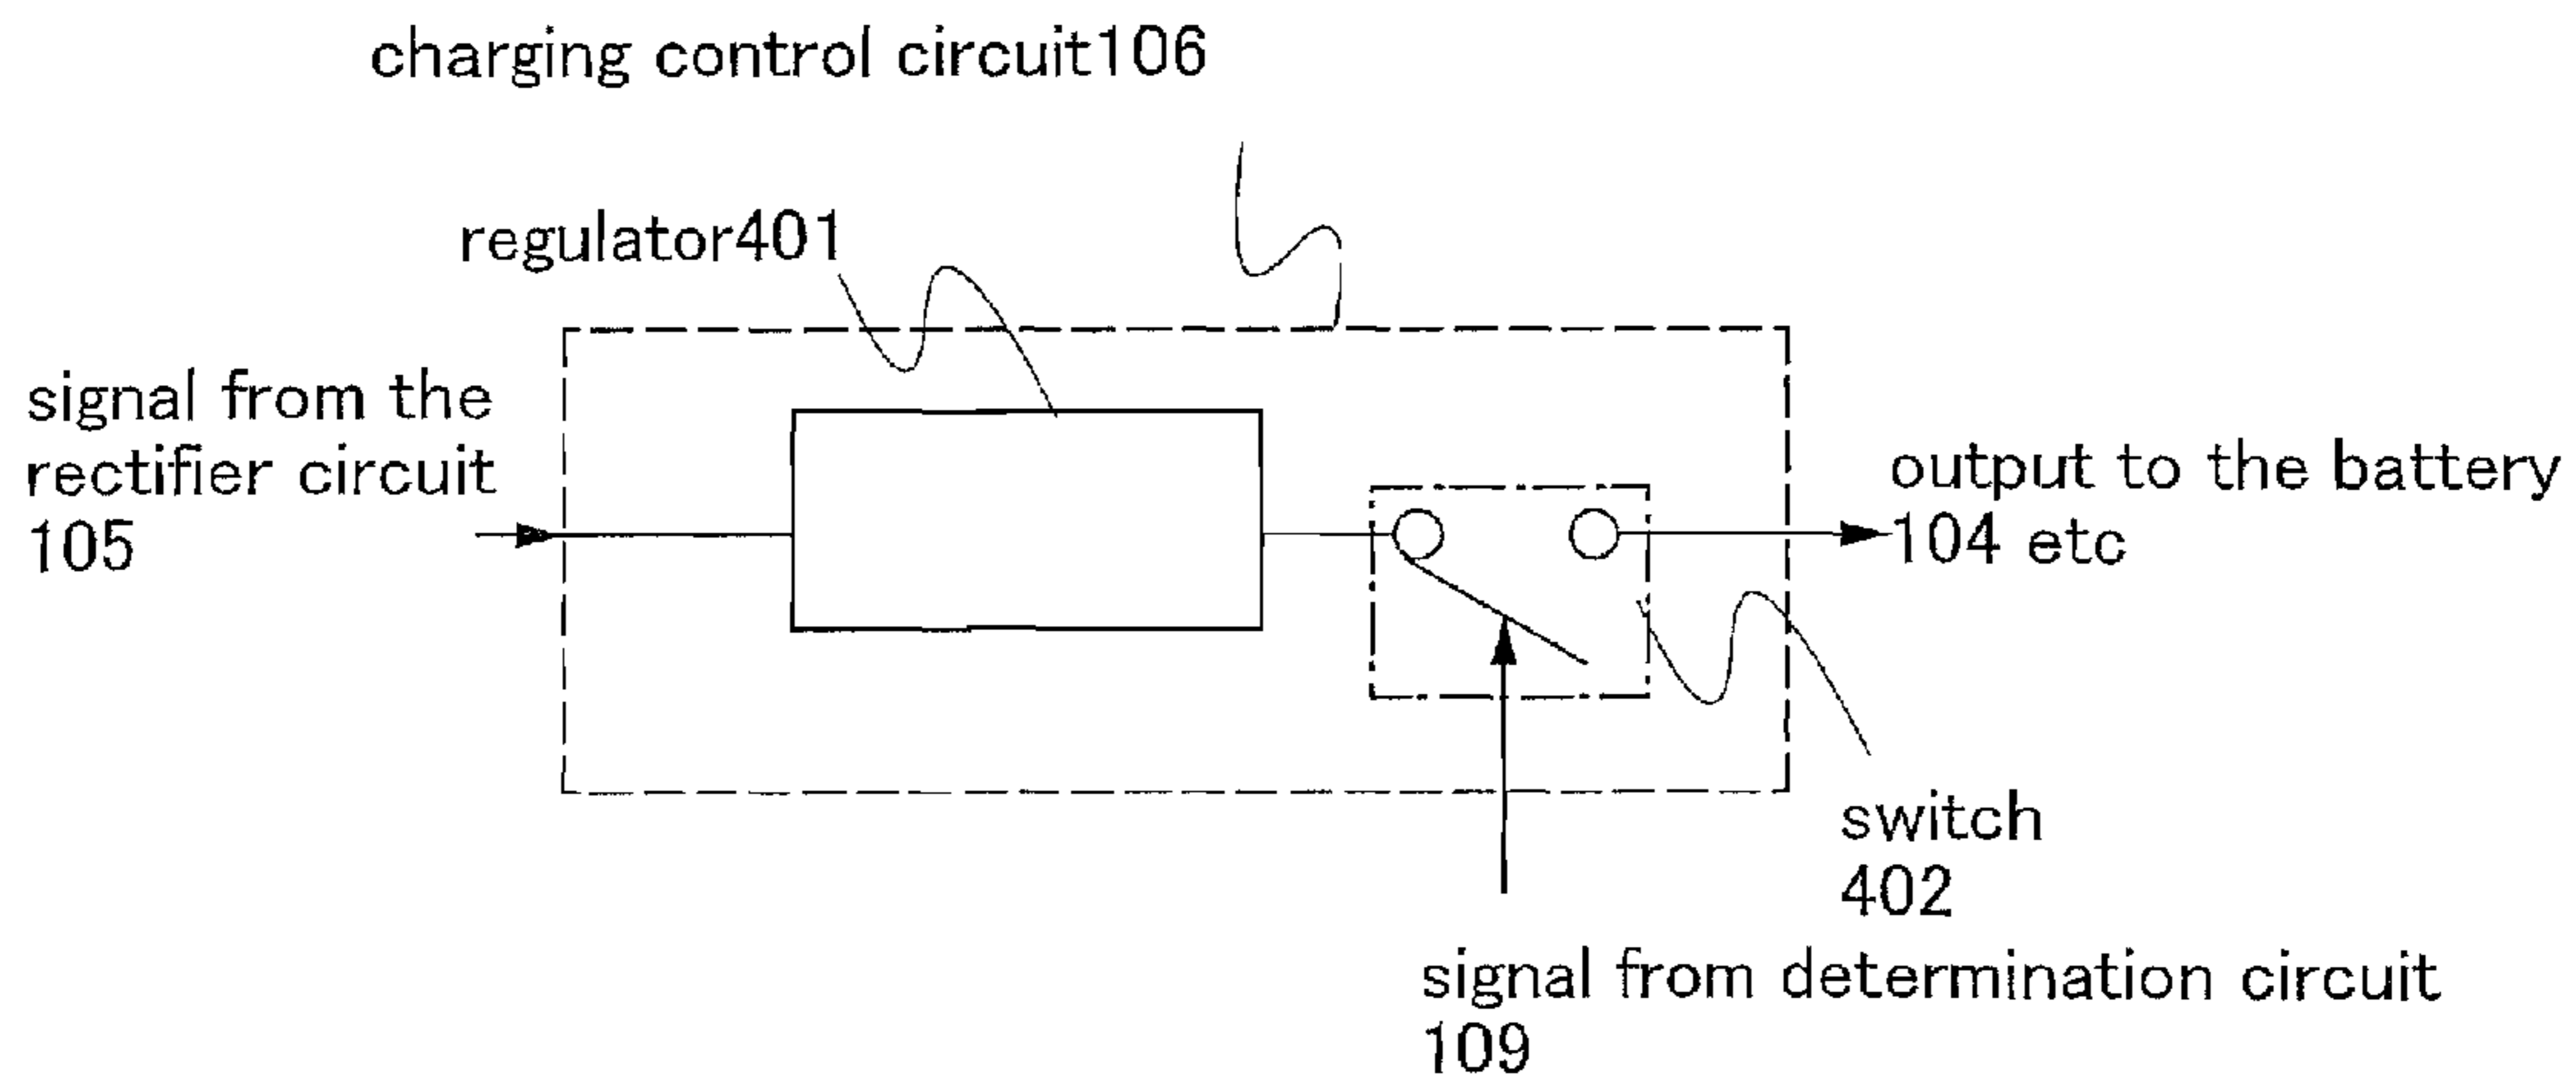 charging control circuit106
regulator401
signal from the
rectifier circuit
105
output to the battery
104 etc
switch
402
signal from determination circuit
109